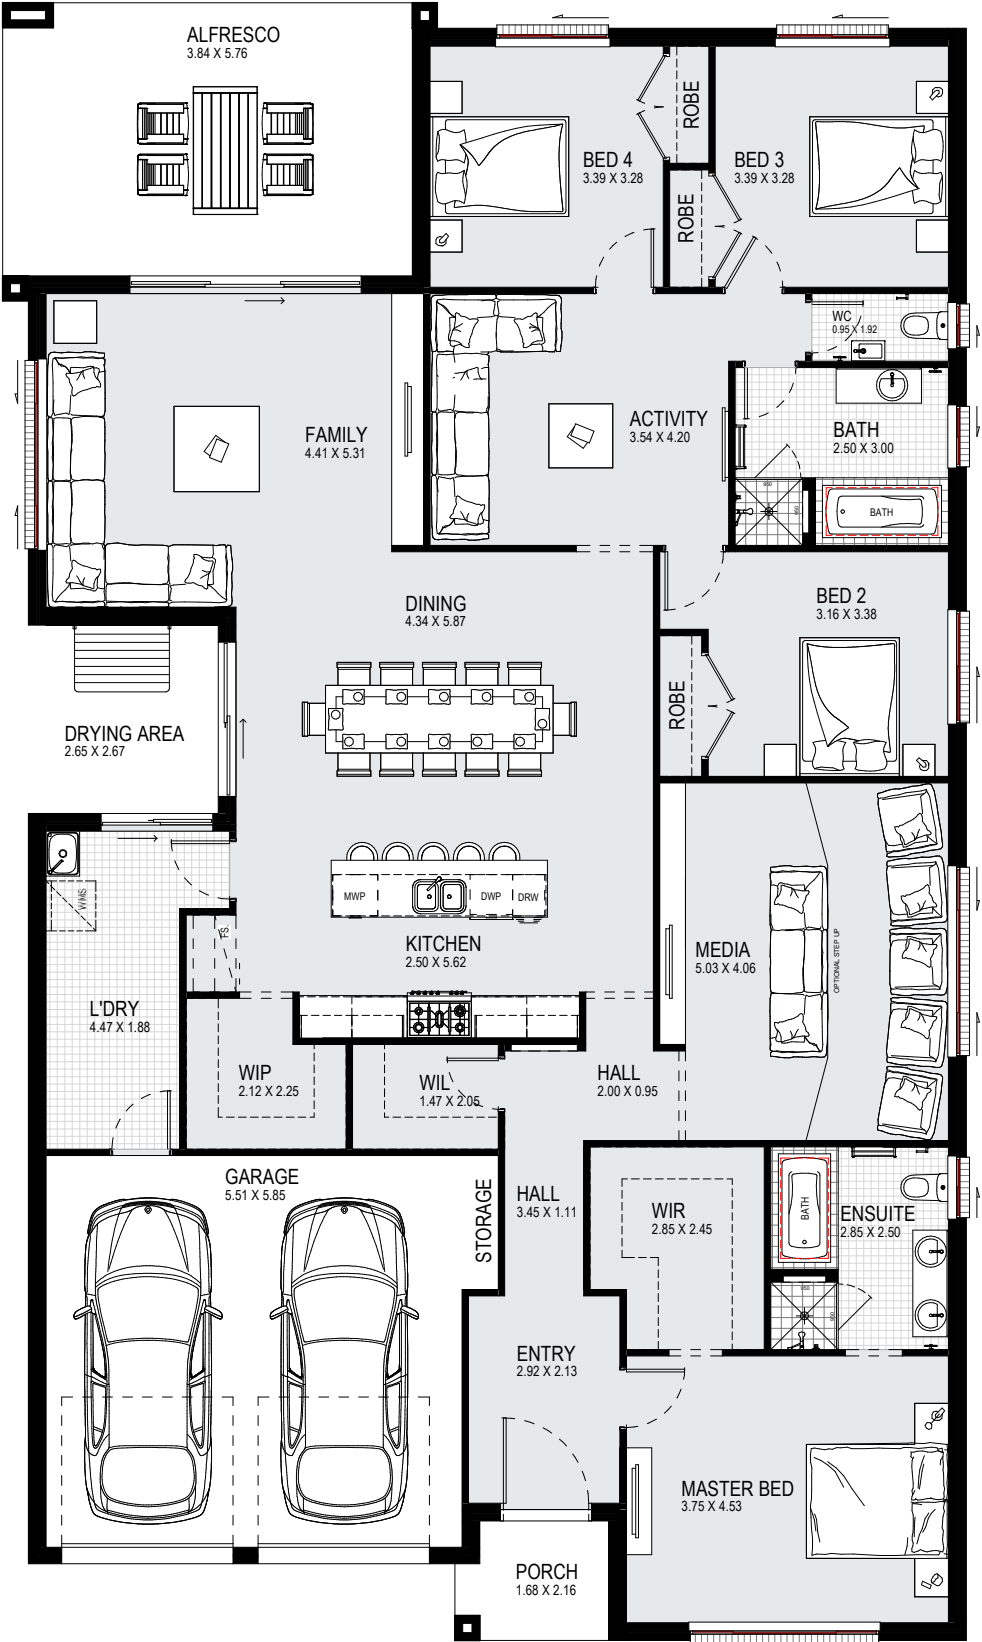 ALFRESCO
3.84 X 5.76
BED 4
3.39 X 3.28
ROBE
BED 3
3.39 X 3.28
ROBE
WC
0.95 X 1.92
FAMILY
4.41 X 5.31
ACTIVITY
3.54 X 4.20
BATH
2.50 X 3.00
950
950
BATH
DINING
4.34 X 5.87
BED 2
3.16 X 3.38
ROBE
DRYING AREA
2.65 X 2.67
W/MS
MWP
DWP
DRW
FS
KITCHEN
2.50 X 5.62
MEDIA
5.03 X 4.06
OPTIONAL STEP UP
L'DRY
4.47 X 1.88
WIP
2.12 X 2.25
WIL
1.47 X 2.05
HALL
2.00 X 0.95
GARAGE
5.51 X 5.85
STORAGE
HALL
3.45 X 1.11
WIR
2.85 X 2.45
BATH
ENSUITE
2.85 X 2.50
950
950
ENTRY
2.92 X 2.13
MASTER BED
3.75 X 4.53
PORCH
1.68 X 2.16